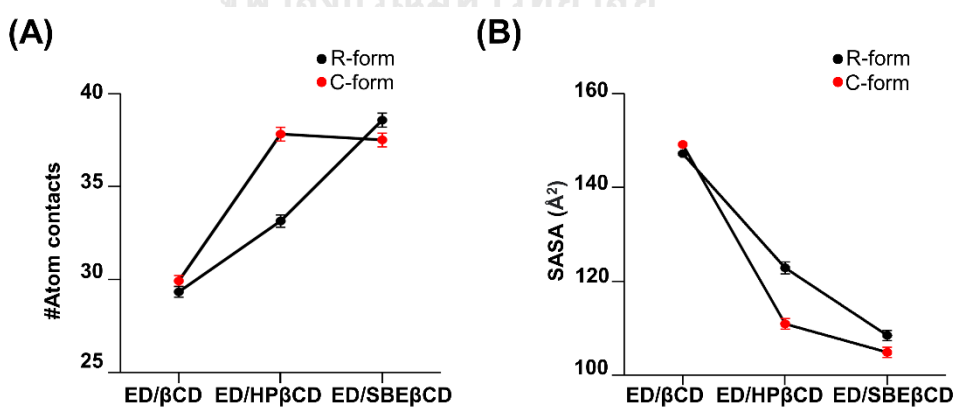 (A)
R-form
C-form
40
35
30
25
#Atom contacts
ED/βCD ED/HPβCD ED/SBEβCD
(B)
R-form
C-form
160
140
120
100
SASA (Å²)
ED/βCD ED/HPβCD ED/SBEβCD